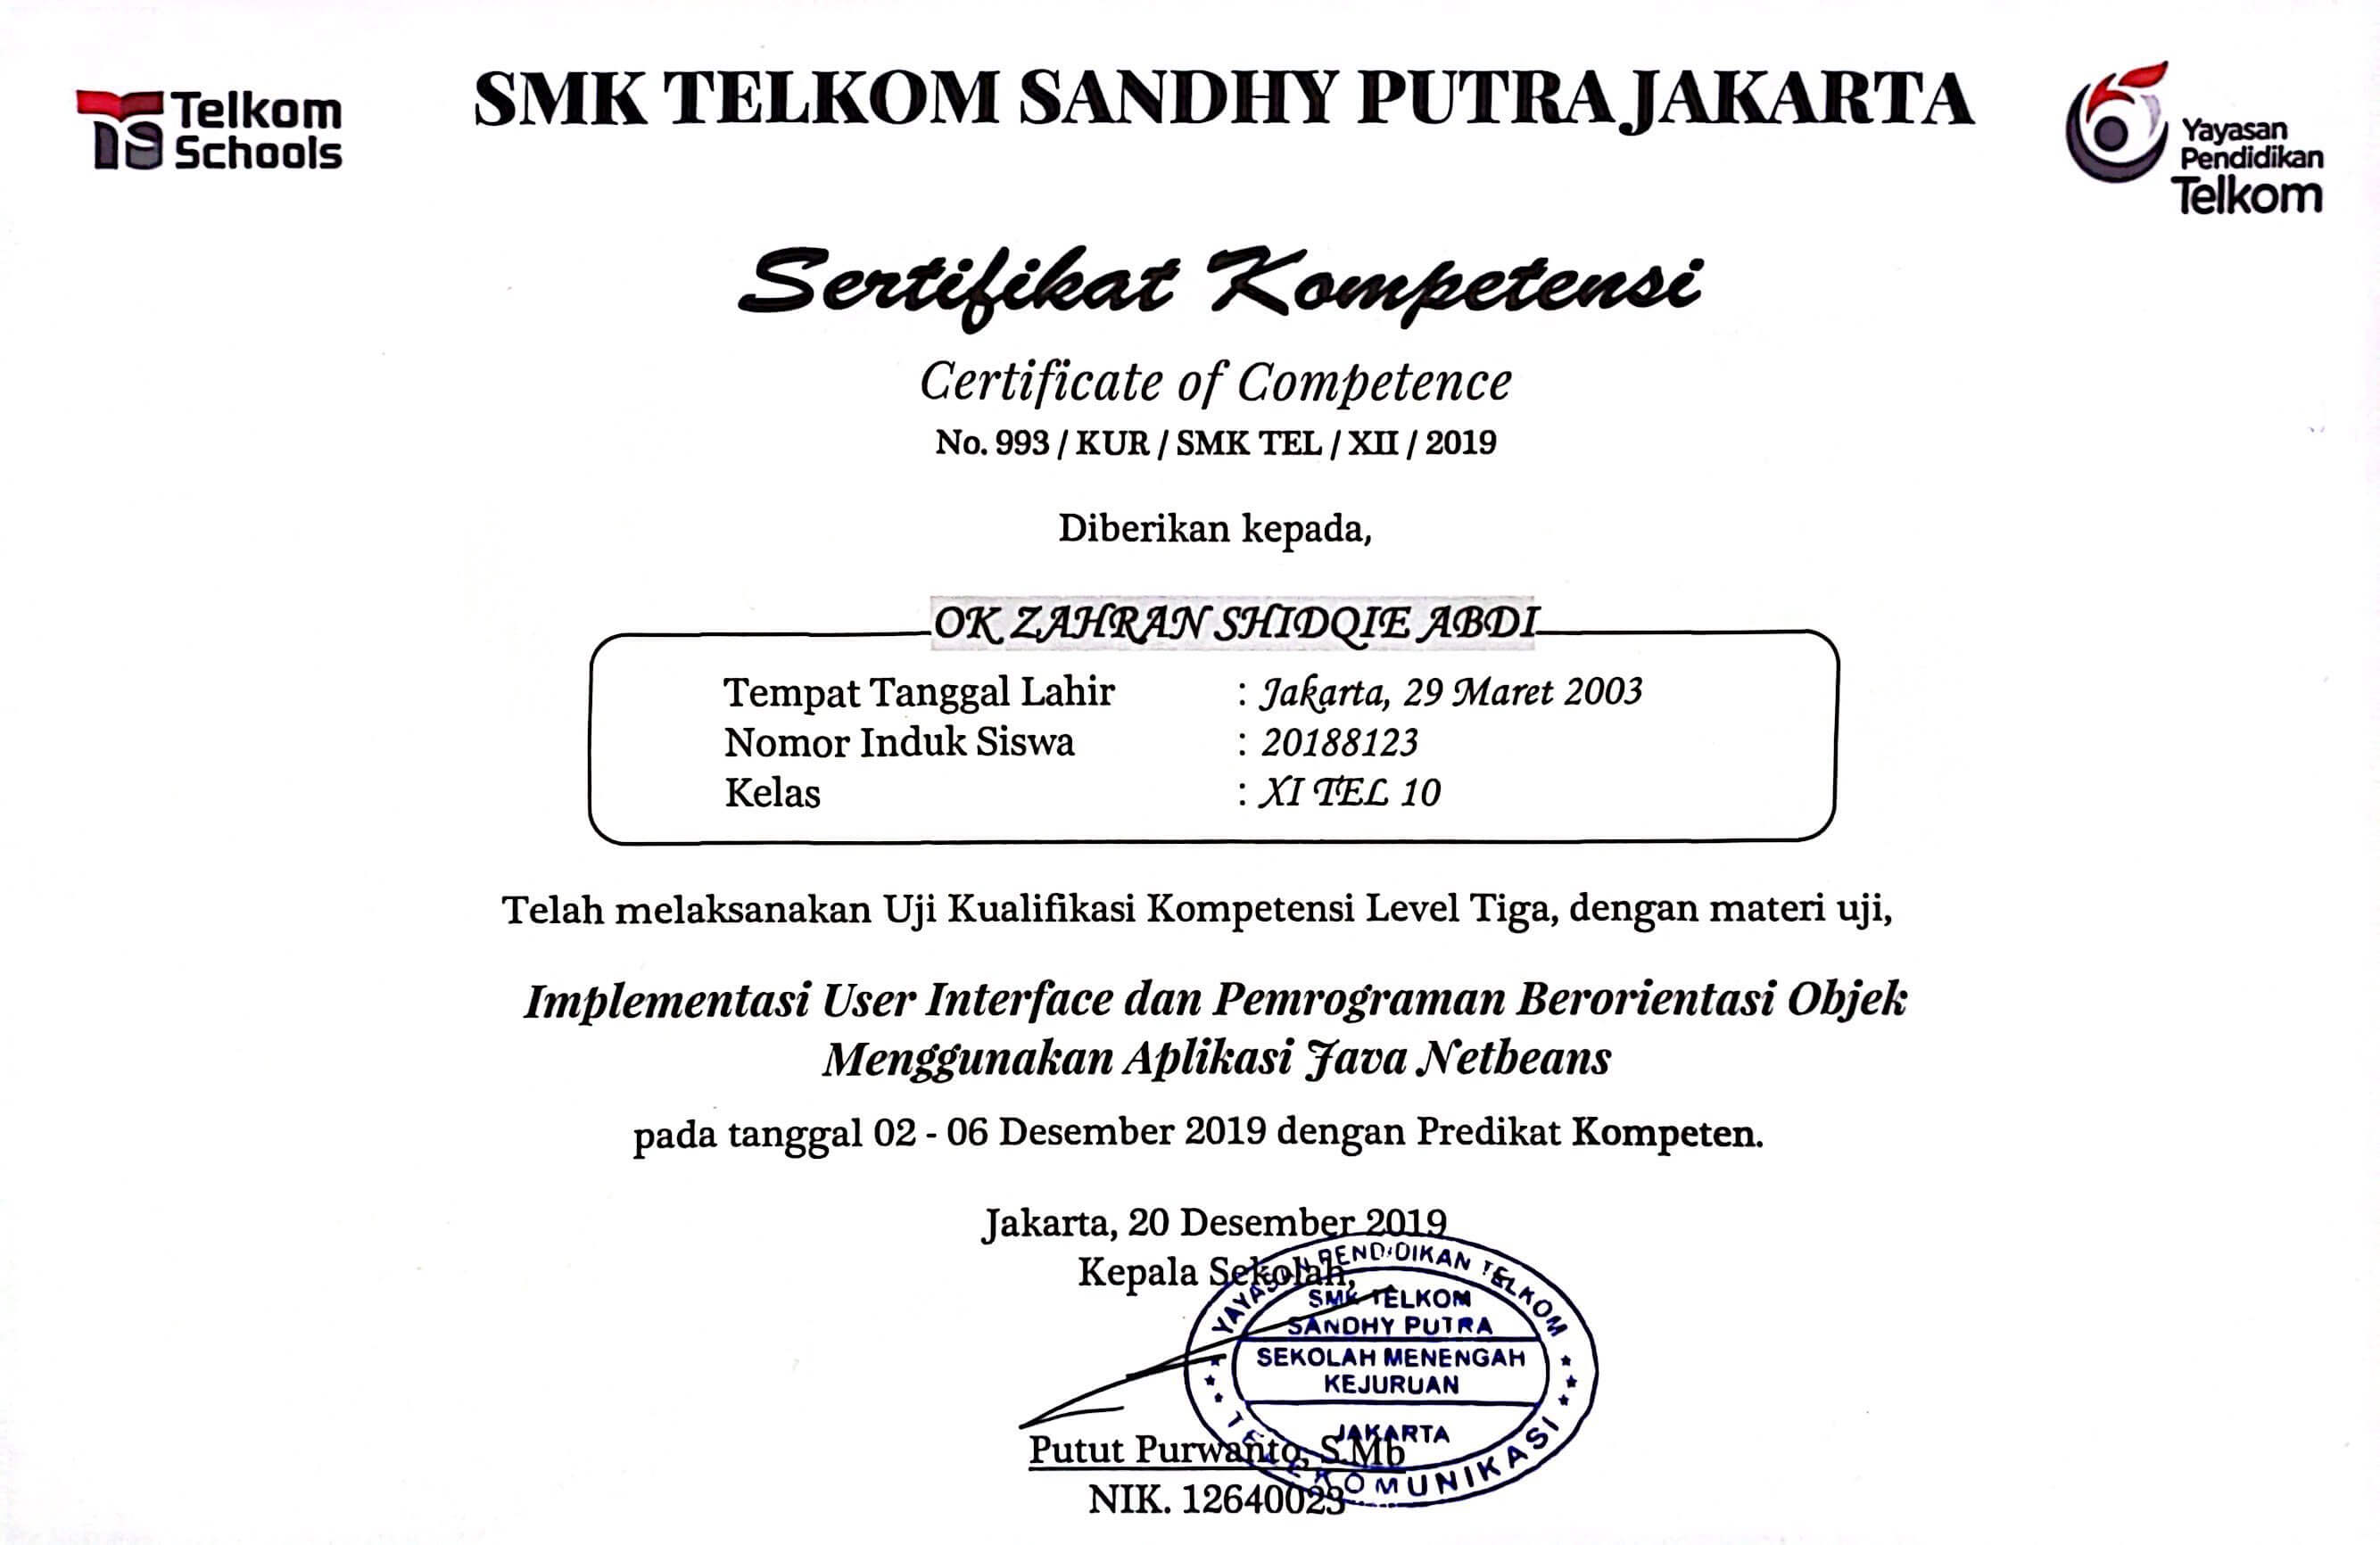 Telkom
Schools
SMK TELKOM SANDHY PUTRA JAKARTA
Yayasan
Pendidikan
Telkom
Sertifikat Kompetensi
Certificate of Competence
No. 993 / KUR / SMK TEL / XII / 2019
Diberikan kepada,
OK ZAHRAN SHIDQIE ABDI
Tempat Tanggal Lahir : Jakarta, 29 Maret 2003
Nomor Induk Siswa : 20188123
Kelas : XI TEL 10
Telah melaksanakan Uji Kualifikasi Kompetensi Level Tiga, dengan materi uji,
Implementasi User Interface dan Pemrograman Berorientasi Objek
Menggunakan Aplikasi Java Netbeans
pada tanggal 02 - 06 Desember 2019 dengan Predikat Kompeten.
Jakarta, 20 Desember 2019
Kepala Sekolah,
YAYASAN PENDIDIKAN TELKOM
SMK TELKOM
SANDHY PUTRA
SEKOLAH MENENGAH
KEJURUAN
JAKARTA
TELEKOMUNIKASI
Putut Purwanto, S.Mb
NIK. 12640023